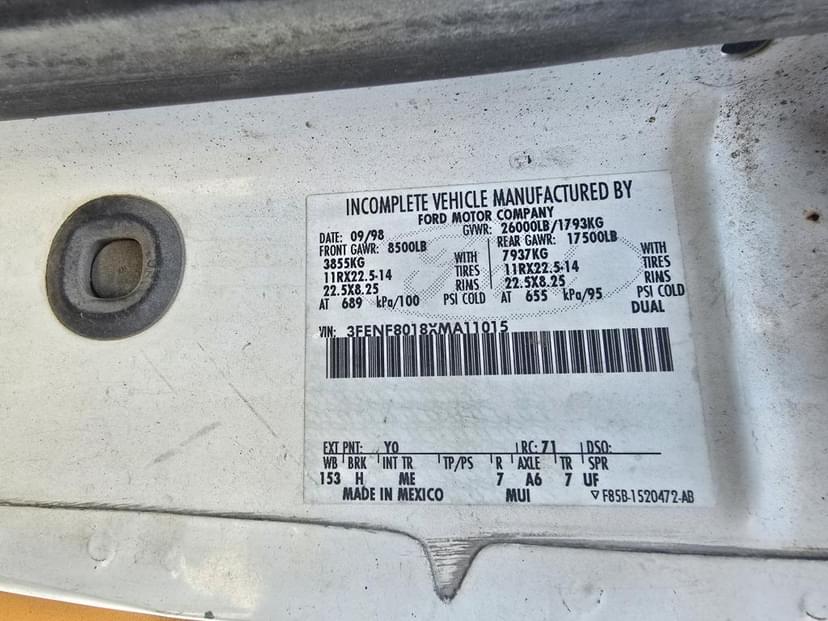 INCOMPLETE VEHICLE MANUFACTURED BY
FORD MOTOR COMPANY
DATE: 09/98 GVWR: 26000LB/1793KG
FRONT GAWR: 8500LB REAR GAWR: 17500LB
3855KG WITH 7937KG WITH
11RX22.5-14 TIRES 11RX22.5-14 TIRES
22.5X8.25 RIMS 22.5X8.25 RIMS
AT 689 kPa/100 PSI COLD AT 655 kPa/95 PSI COLD
DUAL
VIN: 3FENF8018XMA11015
EXT PNT: YO RC: 71 DSO:
WB BRK INT TR TP/PS R AXLE TR SPR
153 H ME 7 A6 7 UF
MADE IN MEXICO MUI F85B-1520472-AB